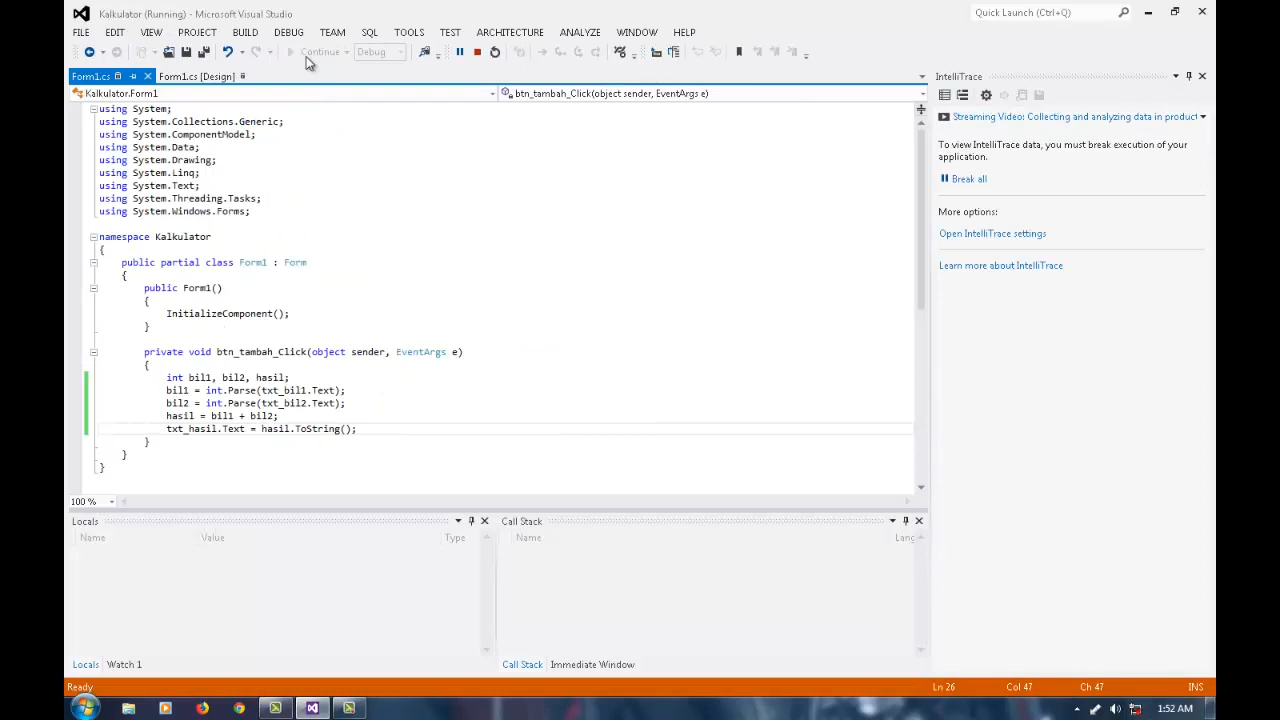 Kalkulator (Running) - Microsoft Visual Studio
Quick Launch (Ctrl+Q)
FILE EDIT VIEW PROJECT BUILD DEBUG TEAM SQL TOOLS TEST ARCHITECTURE ANALYZE WINDOW HELP
Continue Debug
Form1.cs Form1.cs [Design]
IntelliTrace
Kalkulator.Form1 btn_tambah_Click(object sender, EventArgs e)
using System;
using System.Collections.Generic;
using System.ComponentModel;
using System.Data;
using System.Drawing;
using System.Linq;
using System.Text;
using System.Threading.Tasks;
using System.Windows.Forms;
namespace Kalkulator
{
public partial class Form1 : Form
{
public Form1()
{
InitializeComponent();
}
private void btn_tambah_Click(object sender, EventArgs e)
{
int bil1, bil2, hasil;
bil1 = int.Parse(txt_bil1.Text);
bil2 = int.Parse(txt_bil2.Text);
hasil = bil1 + bil2;
txt_hasil.Text = hasil.ToString();
}
}
}
100 %
Streaming Video: Collecting and analyzing data in product
To view IntelliTrace data, you must break execution of your
application.
Break all
More options:
Open IntelliTrace settings
Learn more about IntelliTrace
Locals
Name Value Type
Call Stack
Name Lang
Locals Watch 1
Call Stack Immediate Window
Ready Ln 26 Col 47 Ch 47 INS
1:52 AM